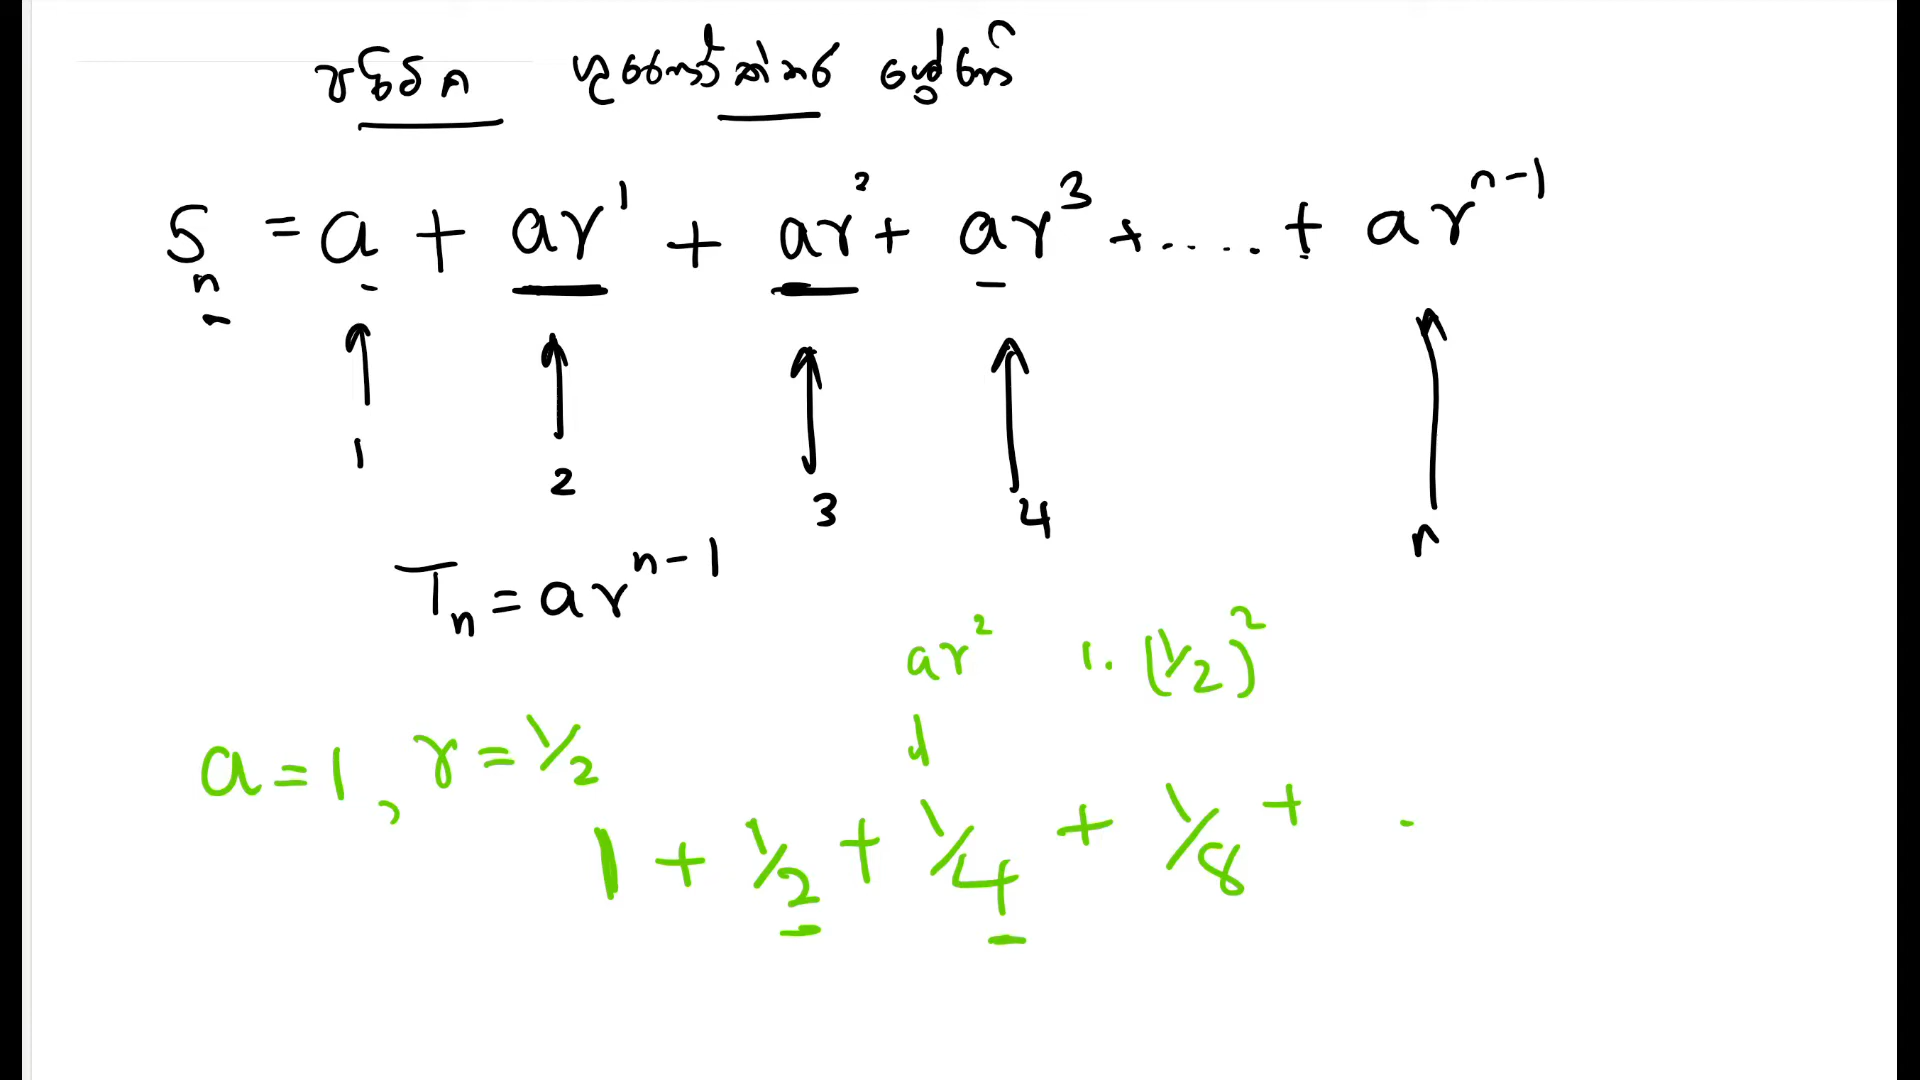 ගුණෝත්තර ශ්‍රේණි
S_n = a + ar^1 + ar^2 + ar^3 + .... + ar^{n-1}
1 2 3 4 n
T_n = ar^{n-1}
ar^2 1. (1/2)^2
a = 1, r = 1/2
1 + 1/2 + 1/4 + 1/8 + .